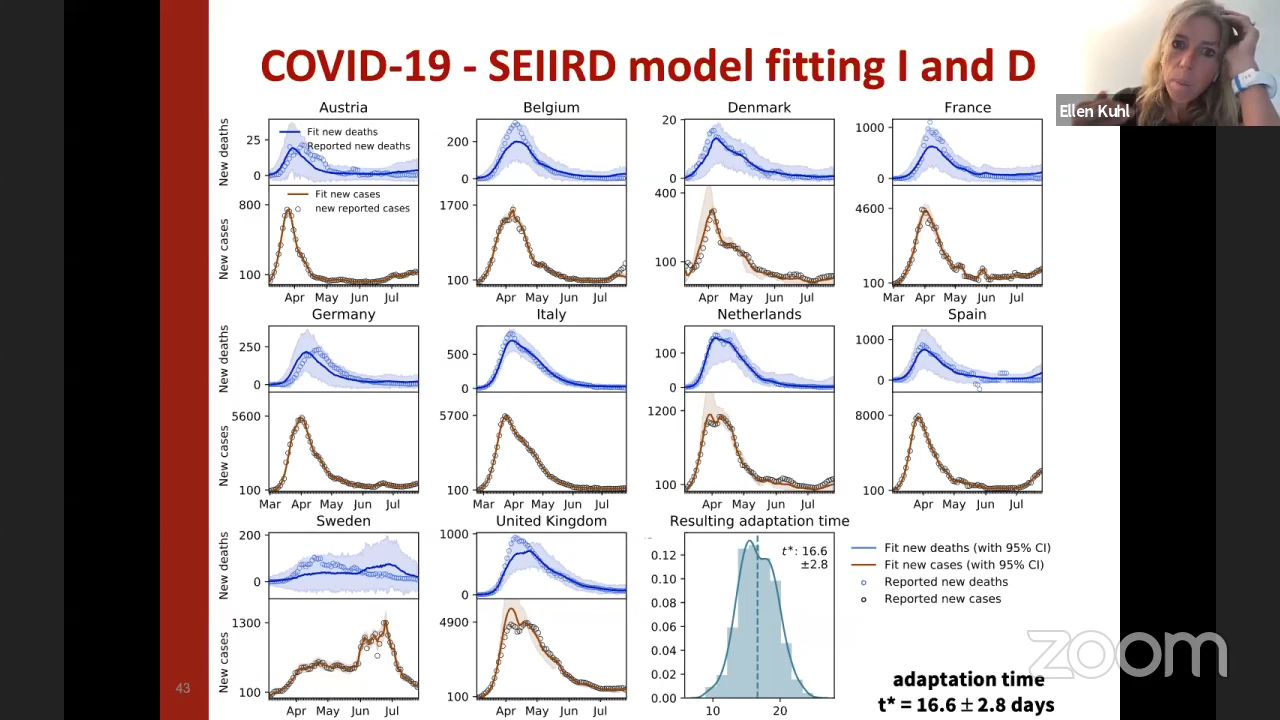 COVID-19 - SEIIRD model fitting I and D
Ellen Kuhl
Austria
Belgium
Denmark
France
New deaths
25
0
Fit new deaths
Reported new deaths
200
0
20
0
1000
0
New cases
800
100
Fit new cases
new reported cases
1700
100
400
100
4600
100
Apr May Jun Jul
Apr May Jun Jul
Apr May Jun Jul
Mar Apr May Jun Jul
Germany
Italy
Netherlands
Spain
New deaths
250
0
500
0
100
0
1000
0
New cases
5600
100
5700
100
1200
100
8000
100
Mar Apr May Jun Jul
Mar Apr May Jun Jul
Apr May Jun Jul
Apr May Jun Jul
Sweden
United Kingdom
Resulting adaptation time
New deaths
200
0
1000
0
New cases
1300
100
4900
100
0.12
0.10
0.08
0.06
0.04
0.02
0.00
t*: 16.6
±2.8
Fit new deaths (with 95% CI)
Fit new cases (with 95% CI)
Reported new deaths
Reported new cases
Apr May Jun Jul
Apr May Jun Jul
10 20
adaptation time
t* = 16.6 ± 2.8 days
43
zoom